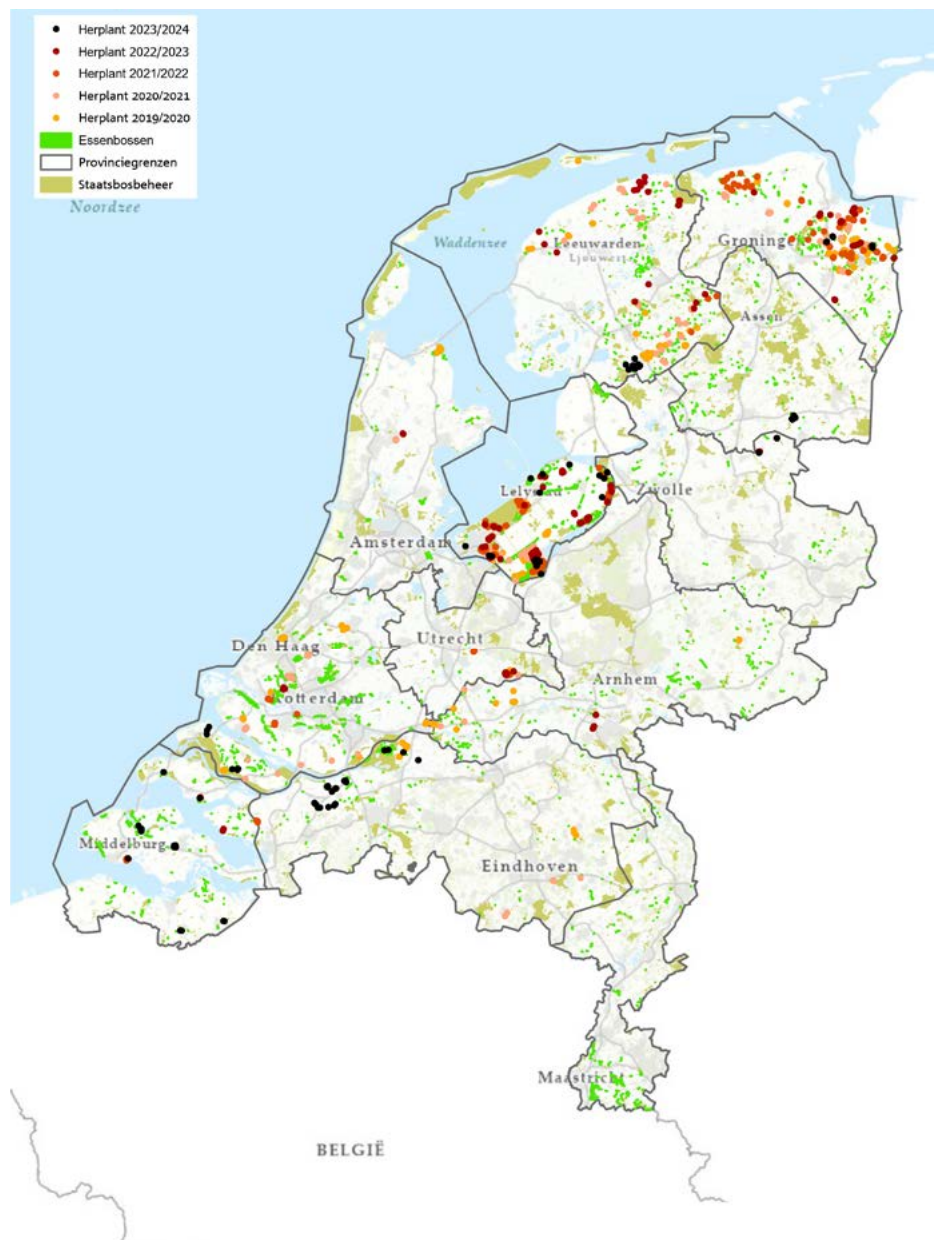 Herplant 2023/2024
Herplant 2022/2023
Herplant 2021/2022
Herplant 2020/2021
Herplant 2019/2020
Essenbossen
Provinciegrenzen
Staatsbosbeheer
Noordzee
Waddenzee
Leeuwarden
Ljouwert
Groningen
Assen
Lelystad
Zwolle
Amsterdam
Utrecht
Den Haag
Arnhem
Rotterdam
Middelburg
Eindhoven
Maastricht
BELGIË